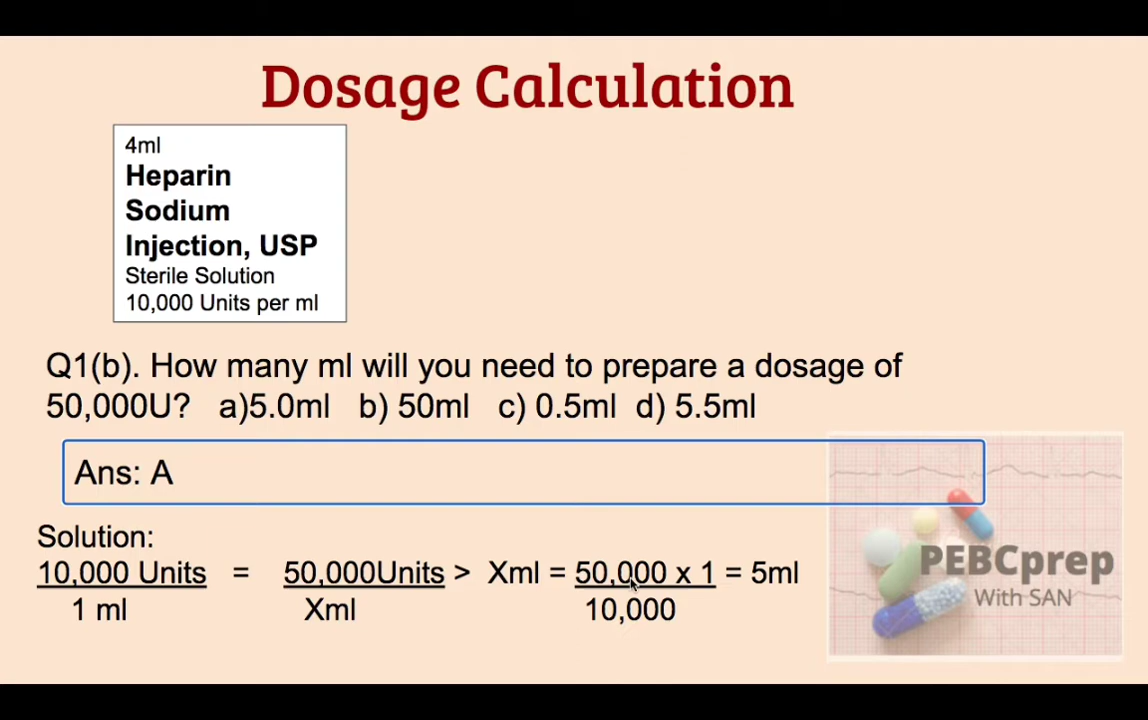 Dosage Calculation
4ml
Heparin
Sodium
Injection, USP
Sterile Solution
10,000 Units per ml
Q1(b). How many ml will you need to prepare a dosage of
50,000U? a)5.0ml b) 50ml c) 0.5ml d) 5.5ml
Ans: A
Solution:
10,000 Units = 50,000Units > Xml = 50,000 x 1 = 5ml
1 ml Xml 10,000
PEBCprep
With SAN